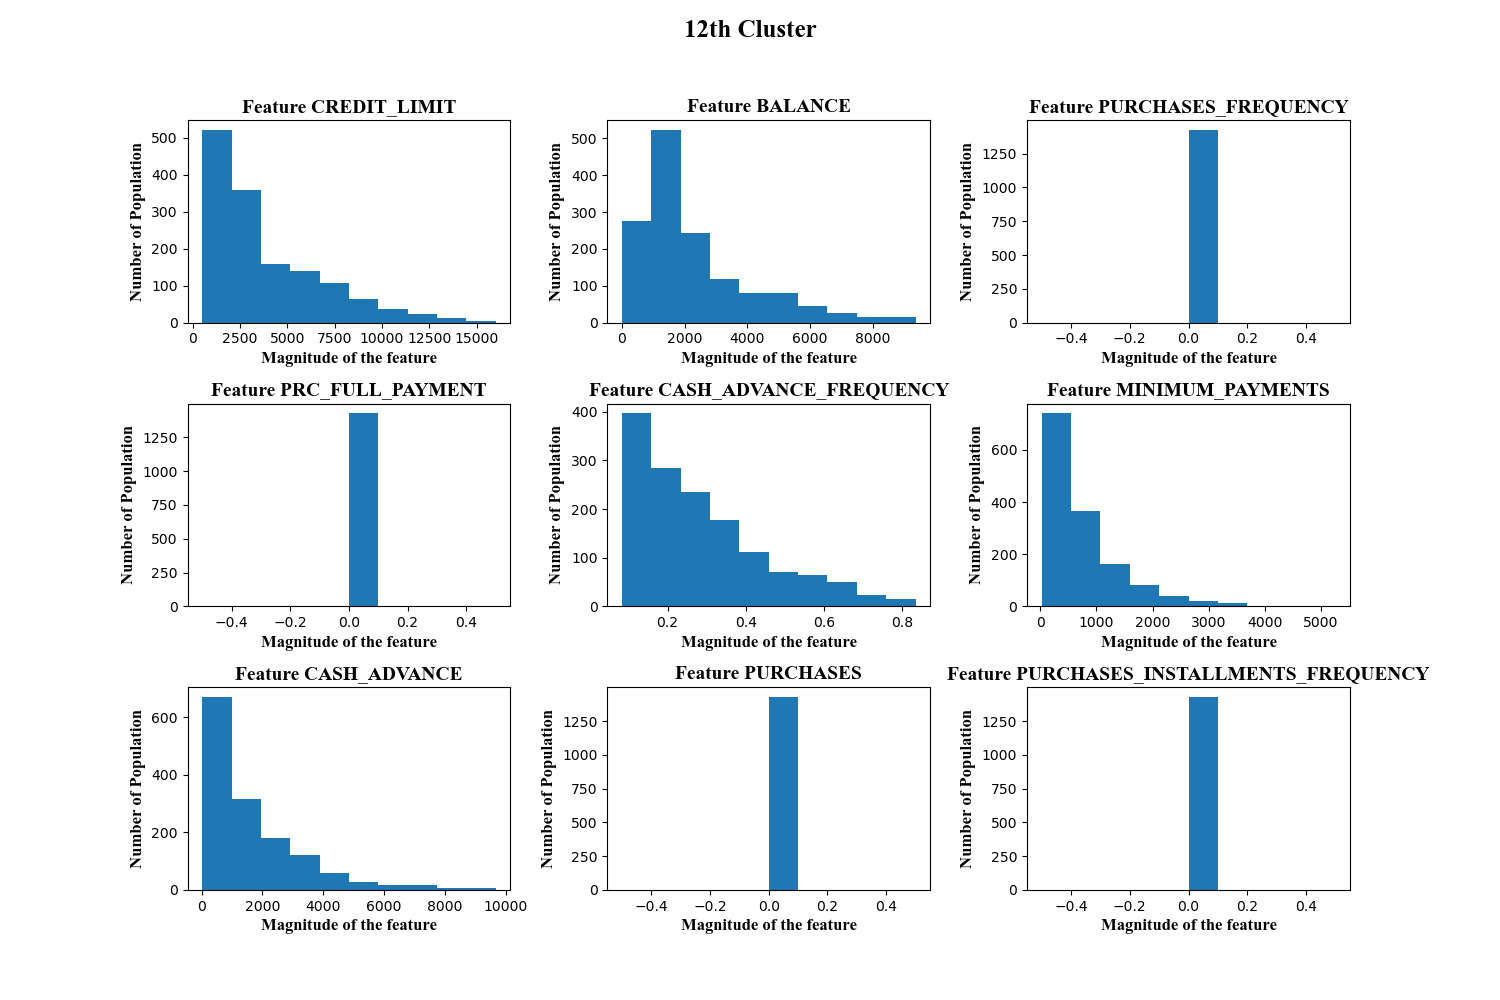 12th Cluster
Feature CREDIT_LIMIT
Number of Population
500
400
300
200
100
0
0 2500 5000 7500 10000 12500 15000
Magnitude of the feature
Feature BALANCE
Number of Population
500
400
300
200
100
0
0 2000 4000 6000 8000
Magnitude of the feature
Feature PURCHASES_FREQUENCY
Number of Population
1250
1000
750
500
250
0
−0.4 −0.2 0.0 0.2 0.4
Magnitude of the feature
Feature PRC_FULL_PAYMENT
Number of Population
1250
1000
750
500
250
0
−0.4 −0.2 0.0 0.2 0.4
Magnitude of the feature
Feature CASH_ADVANCE_FREQUENCY
Number of Population
400
300
200
100
0
0.2 0.4 0.6 0.8
Magnitude of the feature
Feature MINIMUM_PAYMENTS
Number of Population
600
400
200
0
0 1000 2000 3000 4000 5000
Magnitude of the feature
Feature CASH_ADVANCE
Number of Population
600
400
200
0
0 2000 4000 6000 8000 10000
Magnitude of the feature
Feature PURCHASES
Number of Population
1250
1000
750
500
250
0
−0.4 −0.2 0.0 0.2 0.4
Magnitude of the feature
Feature PURCHASES_INSTALLMENTS_FREQUENCY
Number of Population
1250
1000
750
500
250
0
−0.4 −0.2 0.0 0.2 0.4
Magnitude of the feature